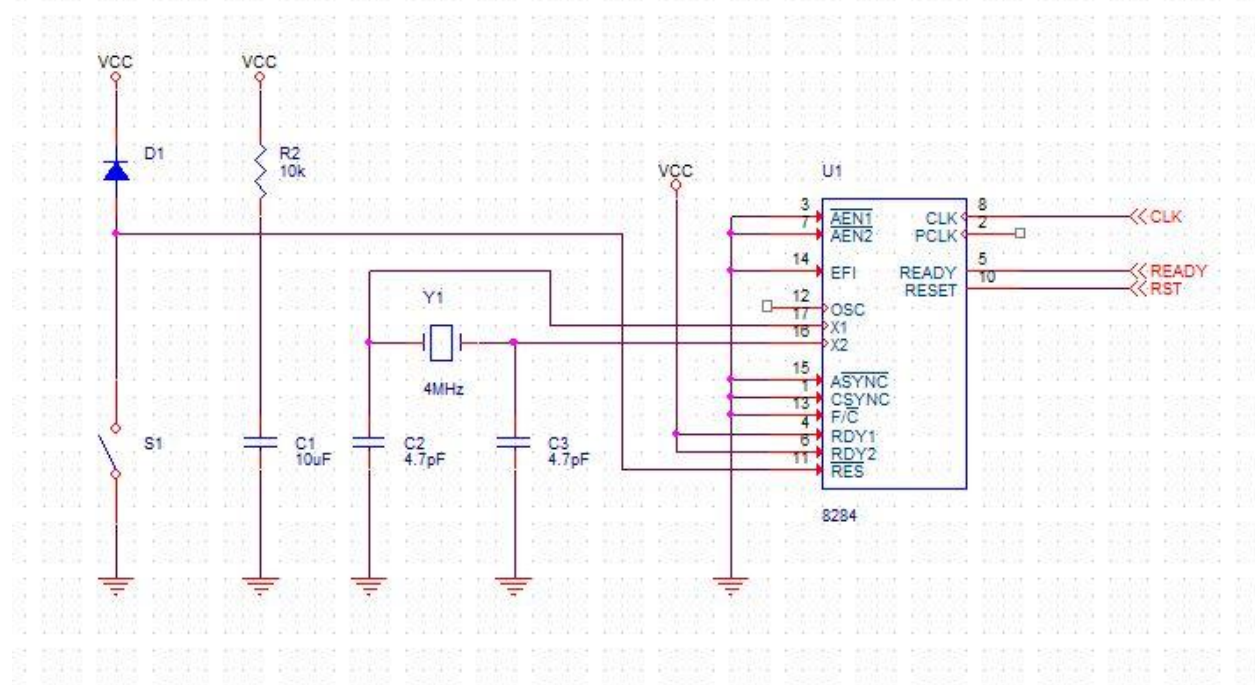 VCC
VCC
D1
R2
10k
VCC
U1
3
AEN1
8
CLK
CLK
7
AEN2
2
PCLK
14
EFI
5
READY
READY
10
RESET
RST
Y1
4MHz
12
OSC
17
X1
16
X2
15
ASYNC
1
CSYNC
13
F/C
4
RDY1
6
RDY2
11
RES
S1
C1
10uF
C2
4.7pF
C3
4.7pF
8284